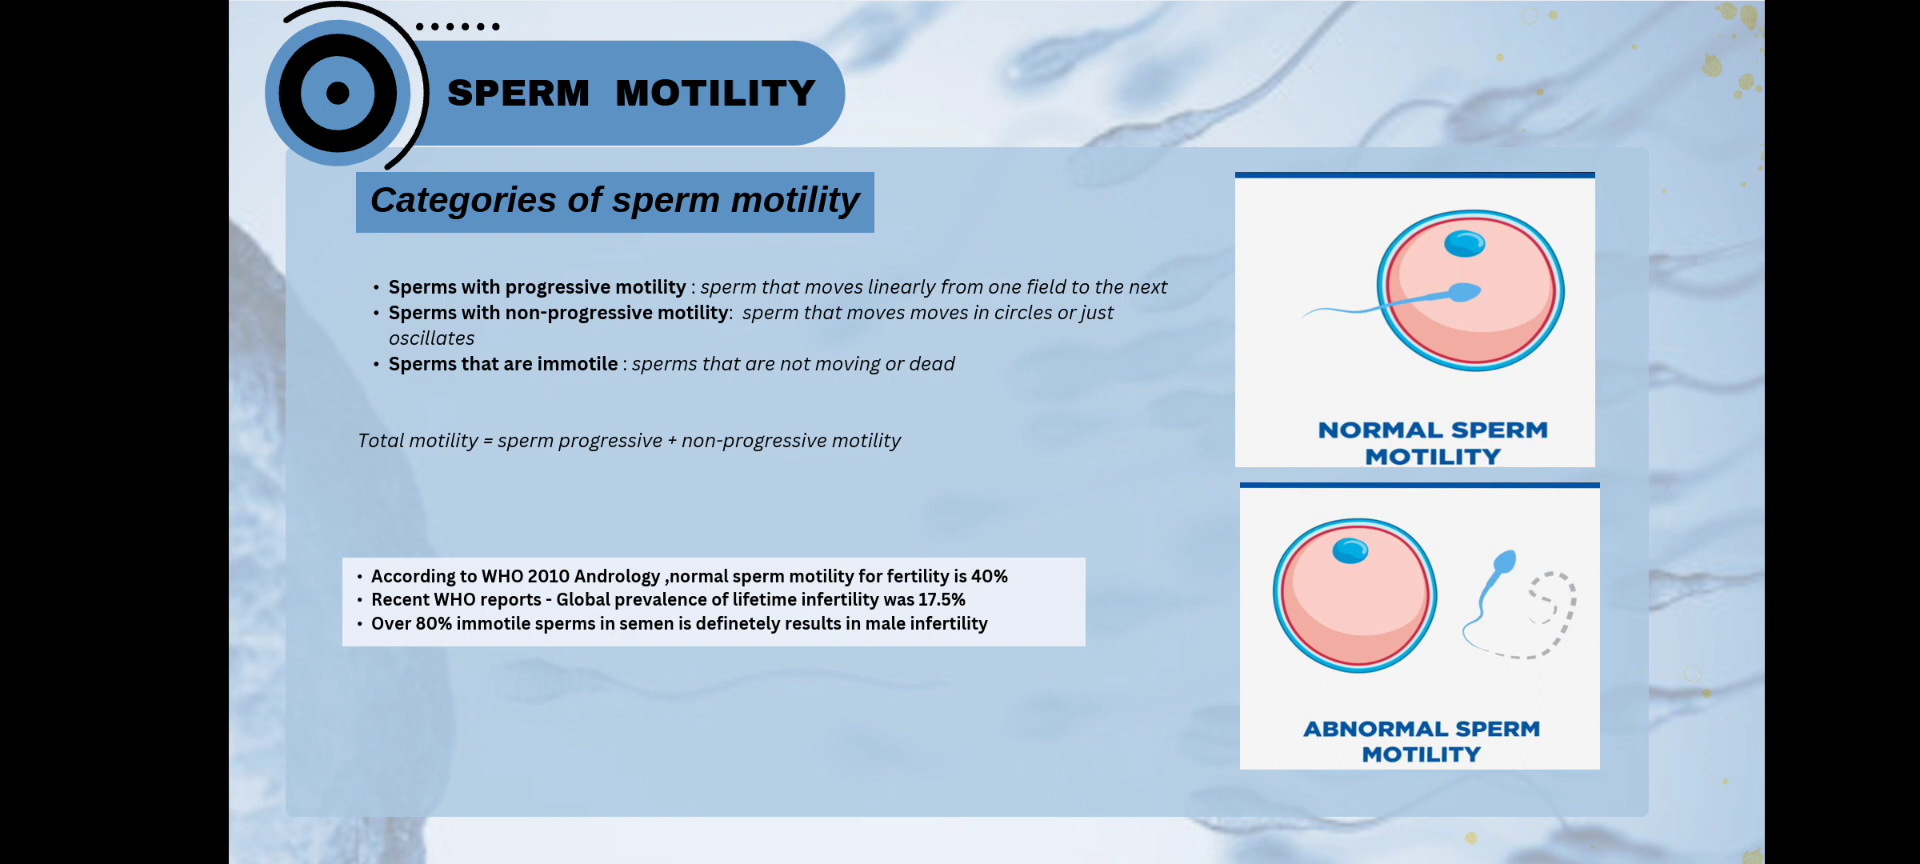 SPERM MOTILITY
Categories of sperm motility
• Sperms with progressive motility : sperm that moves linearly from one field to the next
• Sperms with non-progressive motility: sperm that moves moves in circles or just
oscillates
• Sperms that are immotile : sperms that are not moving or dead
Total motility = sperm progressive + non-progressive motility
• According to WHO 2010 Andrology ,normal sperm motility for fertility is 40%
• Recent WHO reports - Global prevalence of lifetime infertility was 17.5%
• Over 80% immotile sperms in semen is definetely results in male infertility
NORMAL SPERM
MOTILITY
ABNORMAL SPERM
MOTILITY